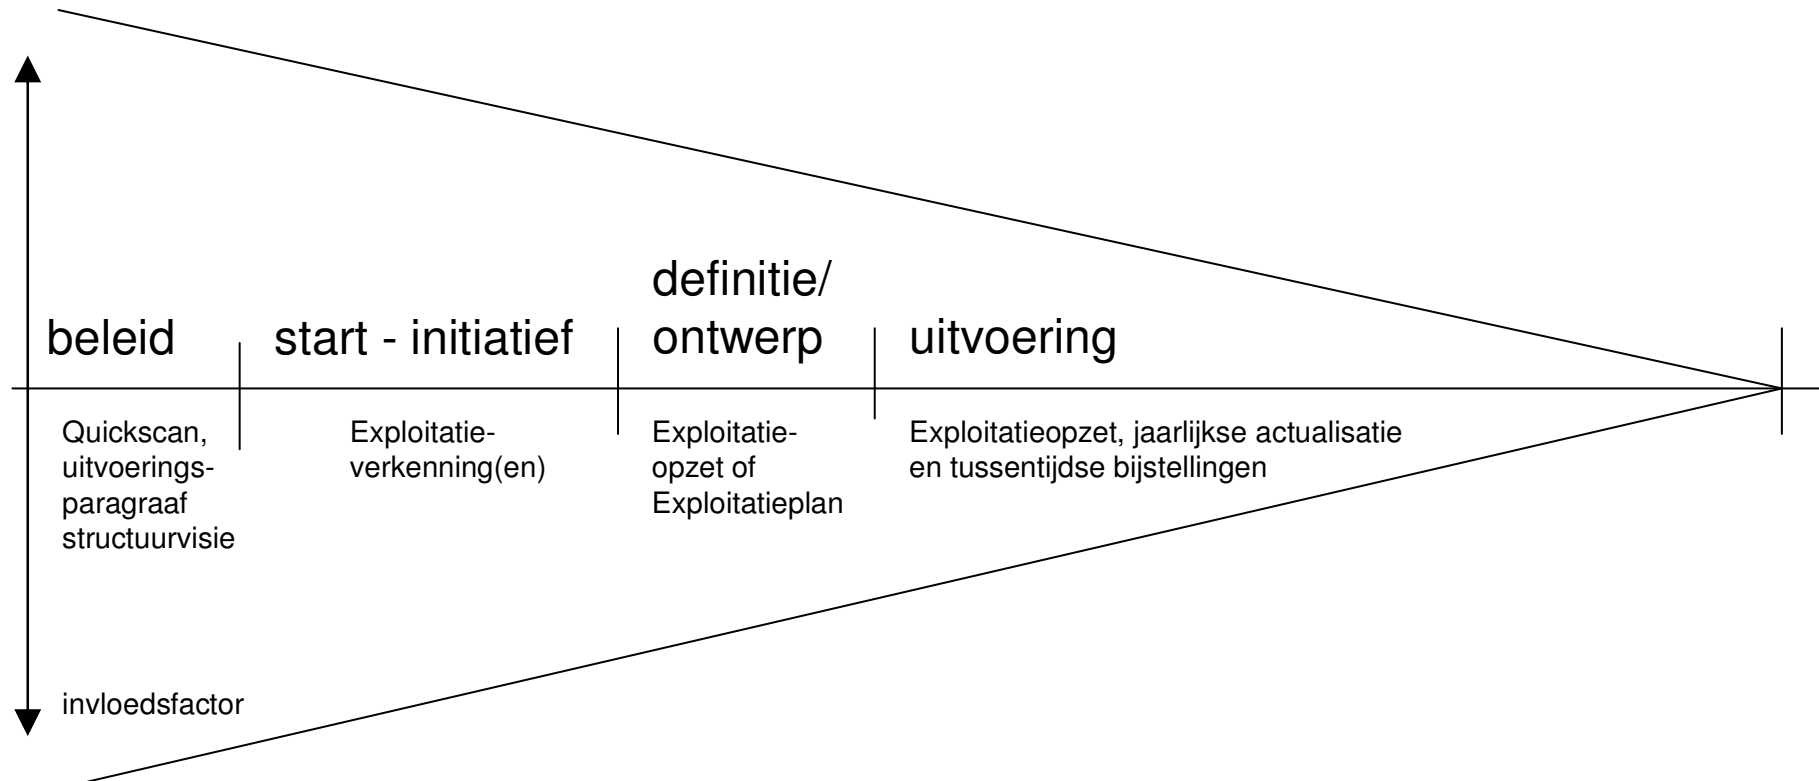 definitie/
beleid
start - initiatief
ontwerp
uitvoering
Quickscan,
uitvoerings-
paragraaf
structuurvisie
Exploitatie-
verkenning(en)
Exploitatie-
opzet of
Exploitatieplan
Exploitatieopzet, jaarlijkse actualisatie
en tussentijdse bijstellingen
invloedsfactor